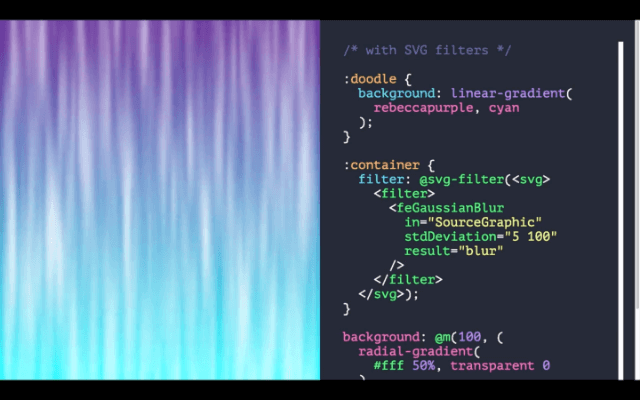 /* with SVG filters */
:doodle {
background: linear-gradient(
rebeccapurple, cyan
);
}
:container {
filter: @svg-filter(<svg>
<filter>
<feGaussianBlur
in="SourceGraphic"
stdDeviation="5 100"
result="blur"
/>
</filter>
</svg>);
}
background: @m(100, (
radial-gradient(
#fff 50%, transparent 0
)